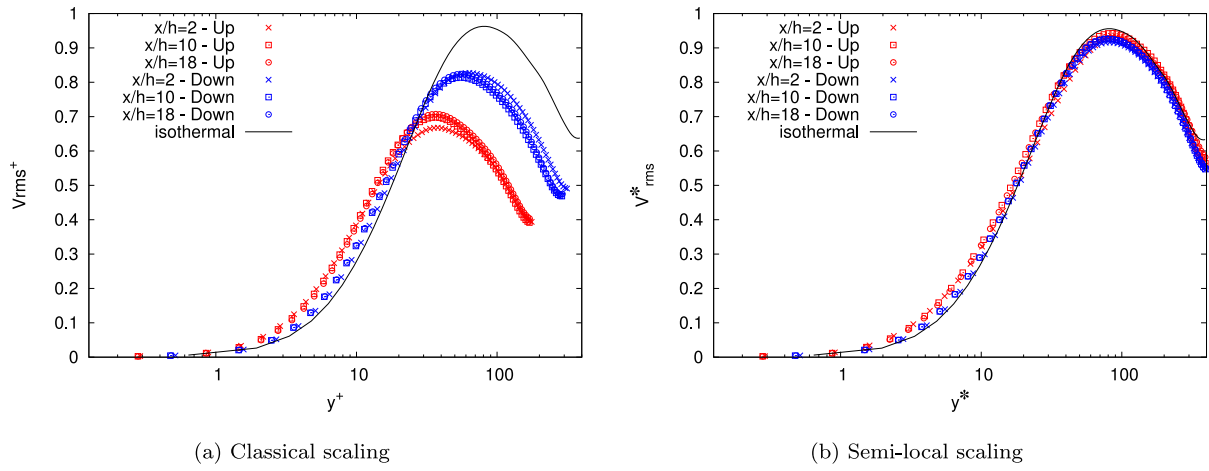 1
0.9
0.8
0.7
0.6
0.5
0.4
0.3
0.2
0.1
0
Vrms+
x/h=2 - Up
x/h=10 - Up
x/h=18 - Up
x/h=2 - Down
x/h=10 - Down
x/h=18 - Down
isothermal
1 10 100
y+
(a) Classical scaling
1
0.9
0.8
0.7
0.6
0.5
0.4
0.3
0.2
0.1
0
V*rms
x/h=2 - Up
x/h=10 - Up
x/h=18 - Up
x/h=2 - Down
x/h=10 - Down
x/h=18 - Down
isothermal
1 10 100
y*
(b) Semi-local scaling